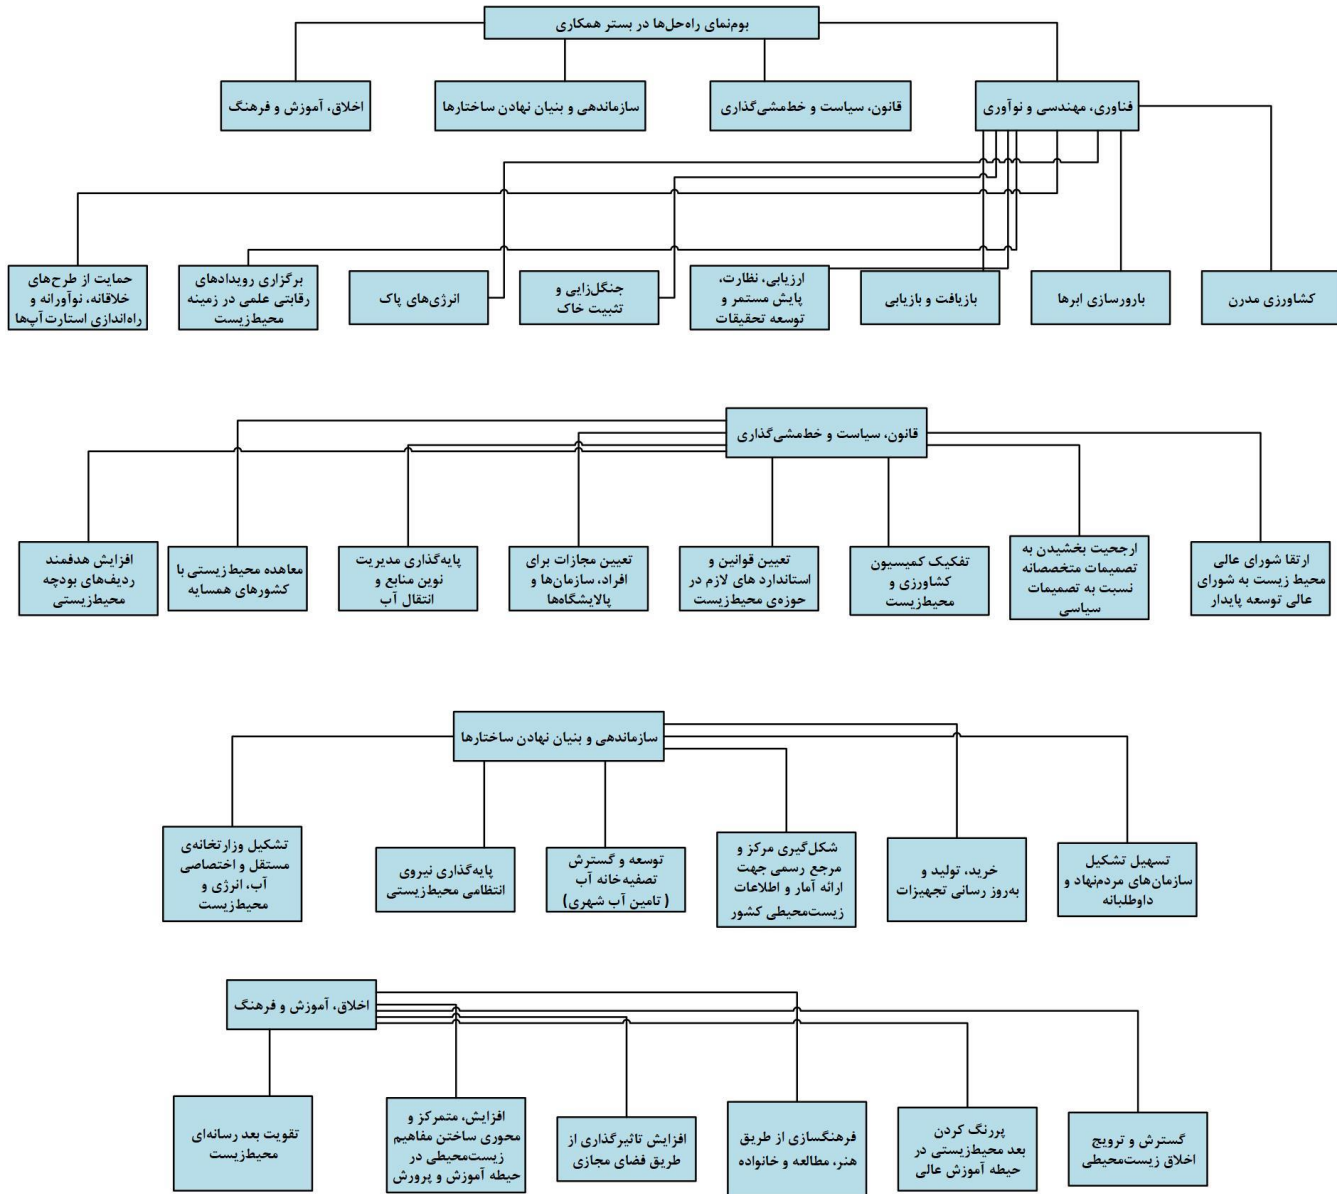 بوم‌نمای راه‌حل‌ها در بستر همکاری
فناوری، مهندسی و نوآوری
قانون، سیاست و خط‌مشی‌گذاری
سازماندهی و بنیان نهادن ساختارها
اخلاق، آموزش و فرهنگ
کشاورزی مدرن
بارورسازی ابرها
بازیافت و بازیابی
ارزیابی، نظارت،
پایش مستمر و
توسعه تحقیقات
جنگل‌زایی و
تثبیت خاک
انرژی‌های پاک
برگزاری رویدادهای
رقابتی علمی در زمینه
محیط‌زیست
حمایت از طرح‌های
خلاقانه، نوآورانه و
راه‌اندازی استارت آپ‌ها
قانون، سیاست و خط‌مشی‌گذاری
ارتقا شورای عالی
محیط زیست به شورای
عالی توسعه پایدار
ارجحیت بخشیدن به
تصمیمات متخصصانه
نسبت به تصمیمات
سیاسی
تفکیک کمیسیون
کشاورزی و
محیط‌زیست
تعیین قوانین و
استاندارد های لازم در
حوزه‌ی محیط‌زیست
تعیین مجازات برای
افراد، سازمان‌ها و
پالایشگاه‌ها
پایه‌گذاری مدیریت
نوین منابع و
انتقال آب
معاهده محیط‌زیستی با
کشورهای همسایه
افزایش هدفمند
ردیف‌های بودجه
محیط‌زیستی
سازماندهی و بنیان نهادن ساختارها
تسهیل تشکیل
سازمان‌های مردم‌نهاد و
داوطلبانه
خرید، تولید و
به‌روز رسانی تجهیزات
شکل‌گیری مرکز و
مرجع رسمی جهت
ارائه آمار و اطلاعات
زیست‌محیطی کشور
توسعه و گسترش
تصفیه‌خانه آب
( تامین آب شهری)
پایه‌گذاری نیروی
انتظامی محیط‌زیستی
تشکیل وزارتخانه‌ی
مستقل و اختصاصی
آب، انرژی و
محیط‌زیست
اخلاق، آموزش و فرهنگ
گسترش و ترویج
اخلاق زیست‌محیطی
پررنگ کردن
بعد محیط‌زیستی در
حیطه آموزش عالی
فرهنگسازی از طریق
هنر، مطالعه و خانواده
افزایش تاثیرگذاری از
طریق فضای مجازی
افزایش، متمرکز و
محوری ساختن مفاهیم
زیست‌محیطی در
حیطه آموزش و پرورش
تقویت بعد رسانه‌ای
محیط‌زیست